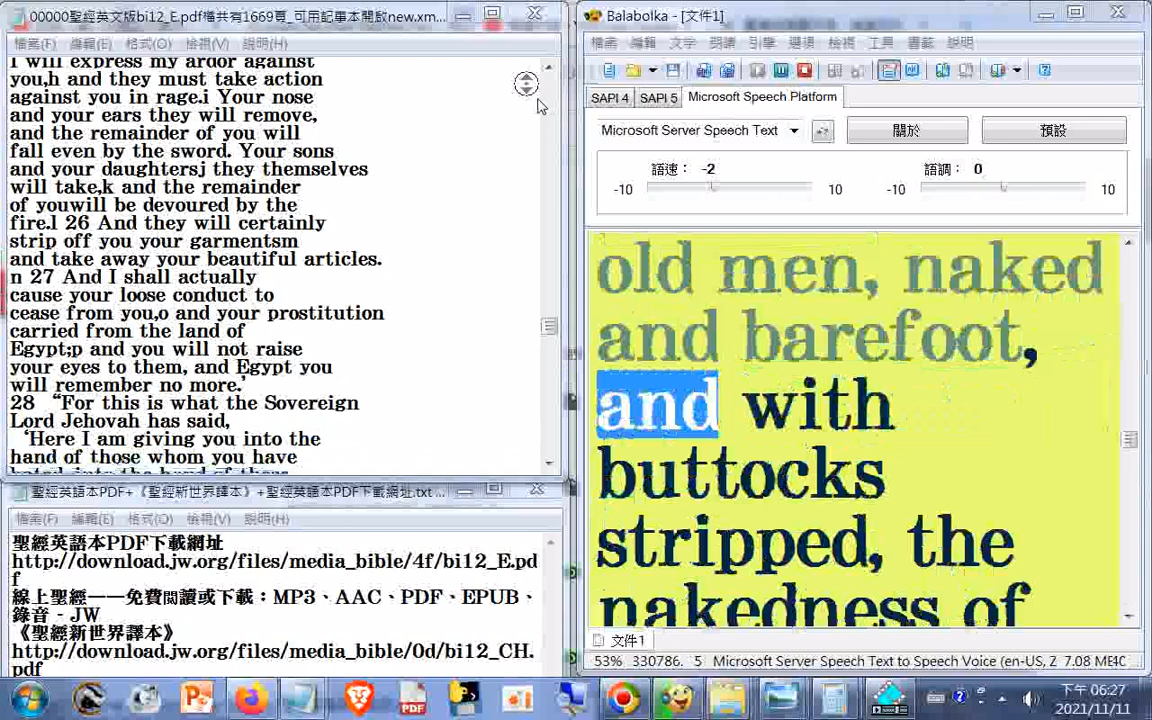 00000聖經英文版bi12_E.pdf檔共有1669頁_可用記事本開啟new.xm...
檔案(F) 編輯(E) 格式(O) 檢視(V) 說明(H)
I will express my ardor against
you,h and they must take action
against you in rage.i Your nose
and your ears they will remove,
and the remainder of you will
fall even by the sword. Your sons
and your daughtersj they themselves
will take,k and the remainder
of youwill be devoured by the
fire.l 26 And they will certainly
strip off you your garmentsm
and take away your beautiful articles.
n 27 And I shall actually
cause your loose conduct to
cease from you,o and your prostitution
carried from the land of
Egypt;p and you will not raise
your eyes to them, and Egypt you
will remember no more.’
28 “For this is what the Sovereign
Lord Jehovah has said,
‘Here I am giving you into the
hand of those whom you have
聖經英語本PDF+《聖經新世界譯本》+聖經英語本PDF下載網址.txt ...
檔案(F) 編輯(E) 格式(O) 檢視(V) 說明(H)
聖經英語本PDF下載網址
http://download.jw.org/files/media_bible/4f/bi12_E.pd
f
線上聖經——免費閱讀或下載：MP3、AAC、PDF、EPUB、
錄音 - JW
《聖經新世界譯本》
http://download.jw.org/files/media_bible/0d/bi12_CH.
pdf
Balabolka - [文件1]
檔案 編輯 文字 朗讀 引擎 選項 檢視 工具 書籤 說明
SAPI 4 SAPI 5 Microsoft Speech Platform
Microsoft Server Speech Text 關於 預設
語速： -2 語調： 0
-10 10 -10 10
old men, naked
and barefoot,
and with
buttocks
stripped, the
nakedness of
文件1
53% 330786. 5 Microsoft Server Speech Text to Speech Voice (en-US, Z 7.08 ME4C
下午 06:27
2021/11/11